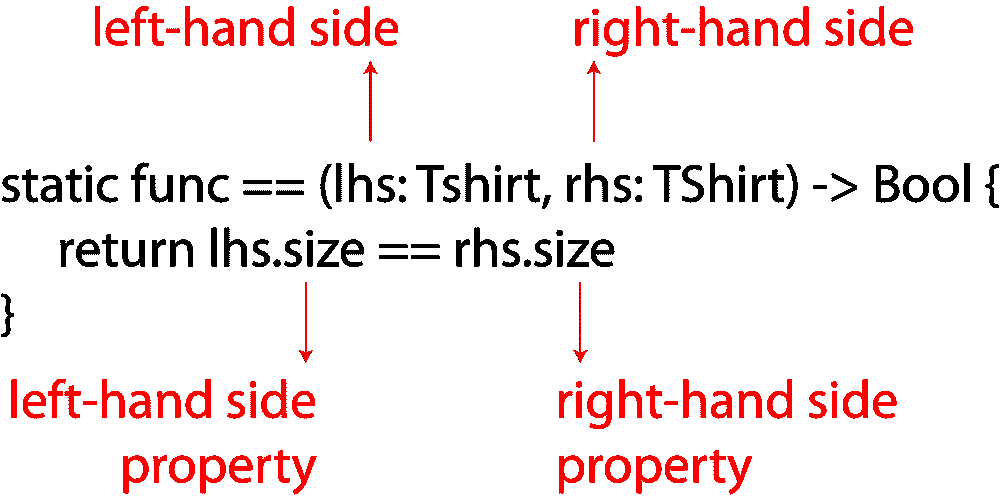 left-hand side right-hand side
static func == (lhs: Tshirt, rhs: TShirt) -> Bool {
return lhs.size == rhs.size
}
left-hand side property
right-hand side property